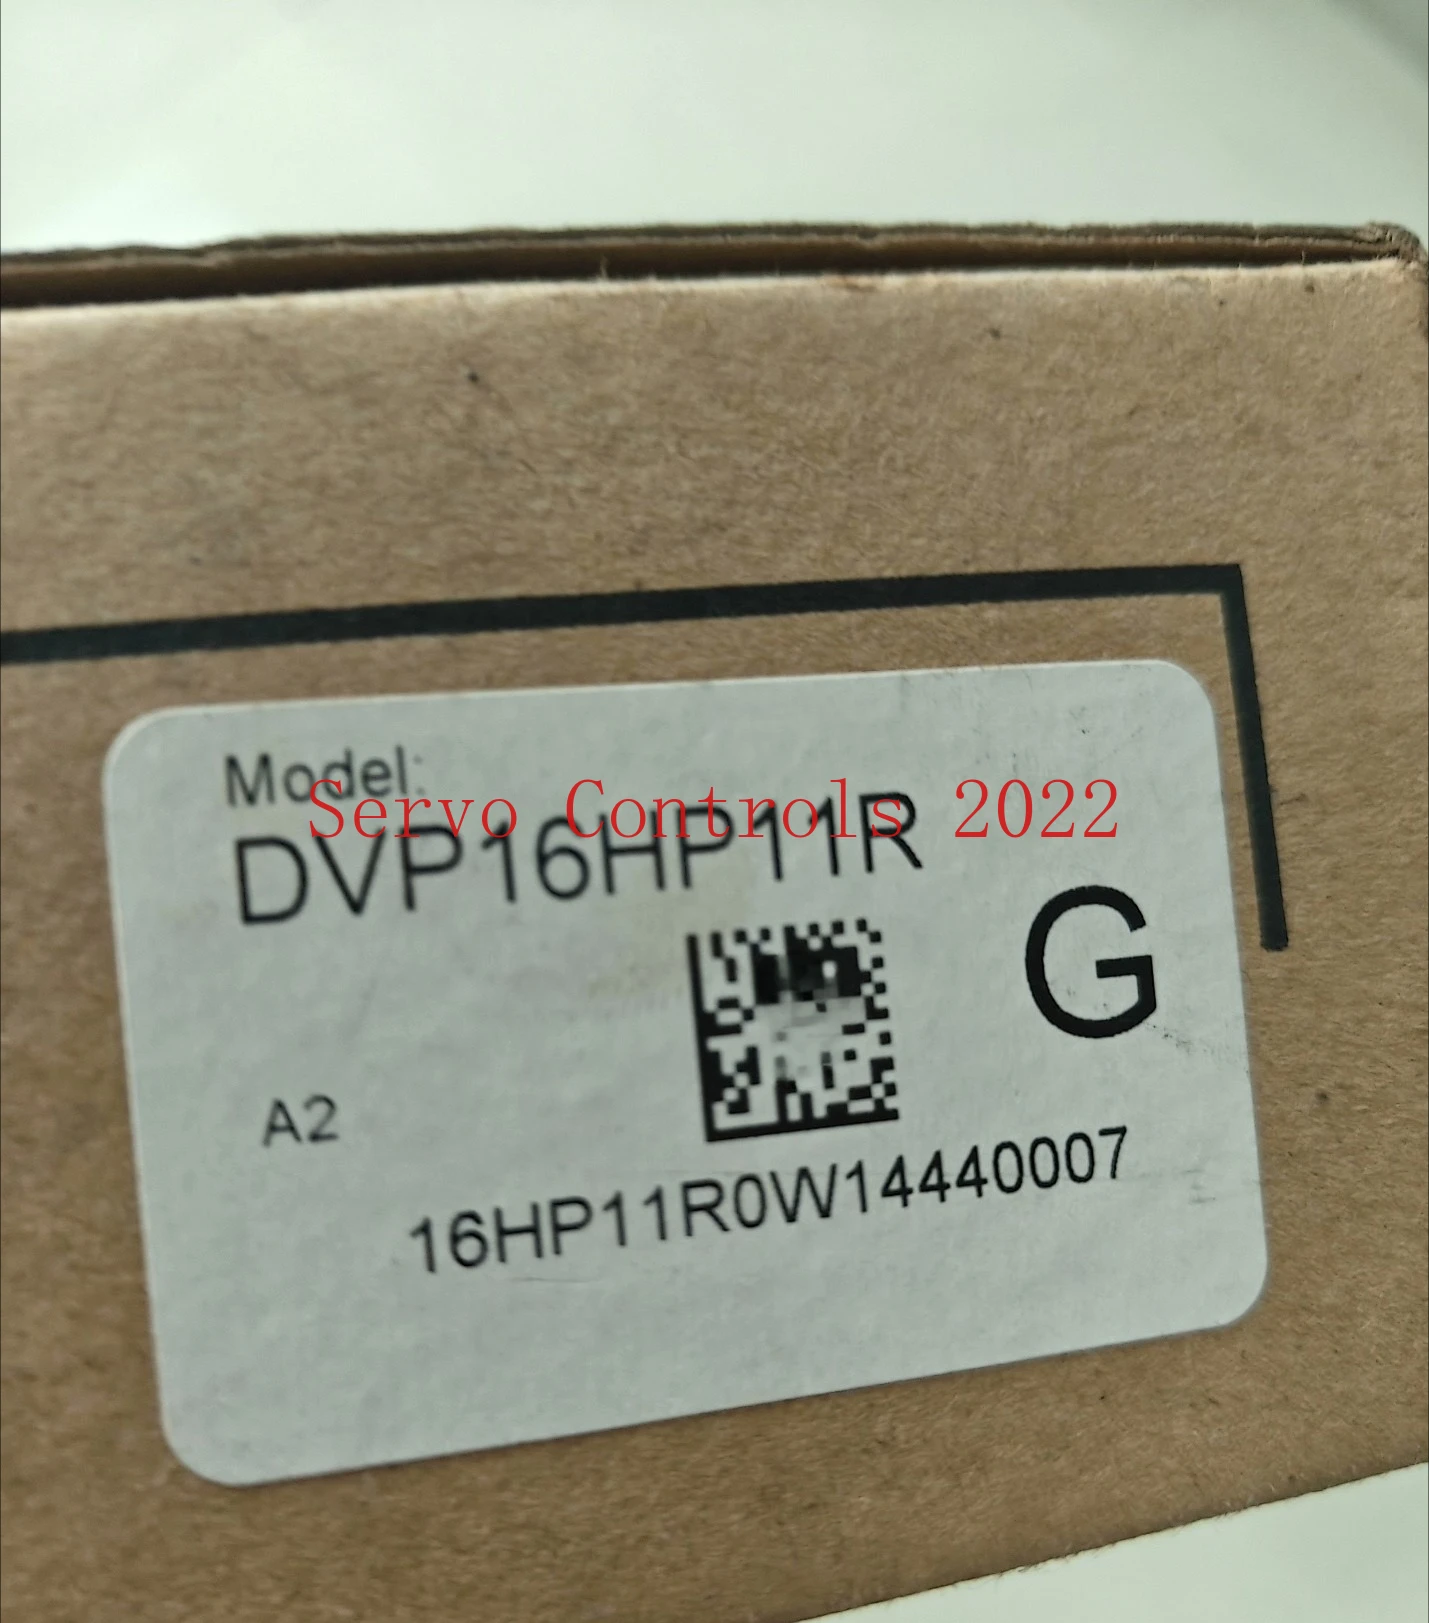 Model:
Servo Controls 2022
DVP16HP11R
G
A2
16HP11R0W14440007